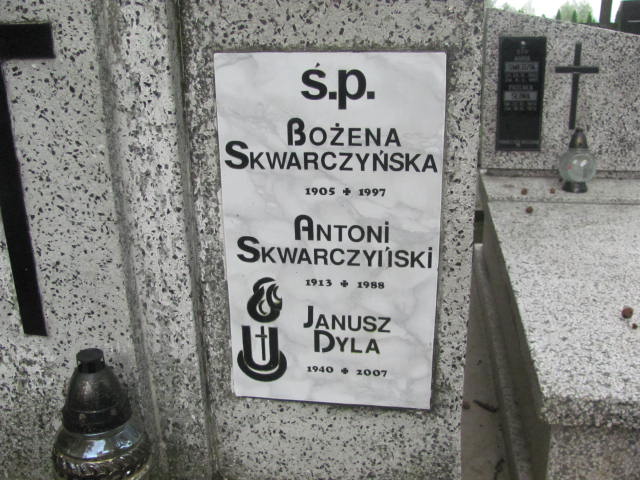 ś.p.
BOŻENA
SKWARCZYŃSKA
1905 + 1997
ANTONI
SKWARCZYŃSKI
1913 + 1988
JANUSZ
DYLA
1940 + 2007